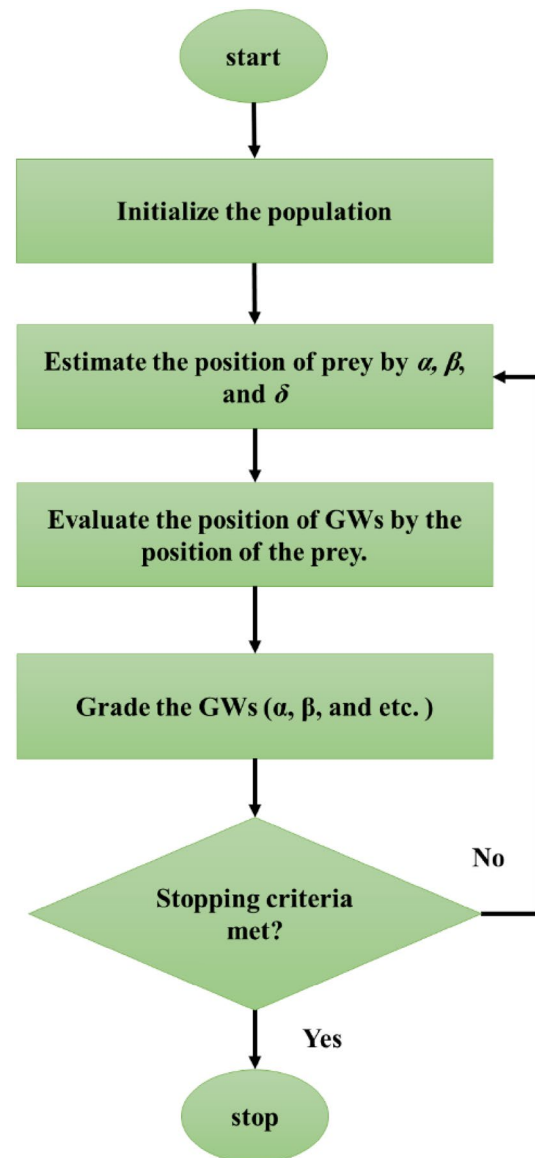 start
Initialize the population
Estimate the position of prey by α, β,
and δ
Evaluate the position of GWs by the
position of the prey.
Grade the GWs (α, β, and etc. )
Stopping criteria
met?
No
Yes
stop